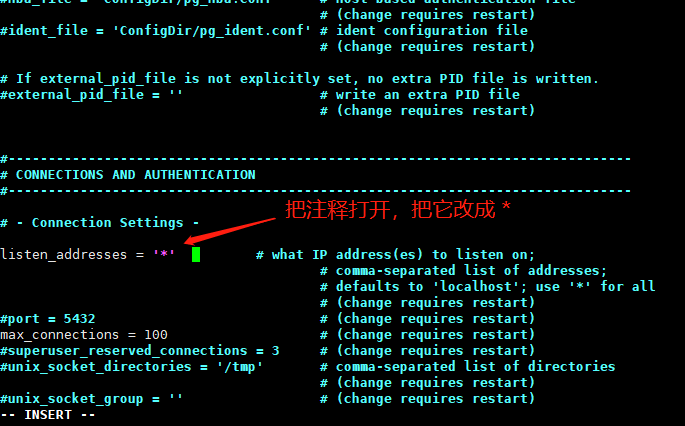 #hba_file = 'ConfigDir/pg_hba.conf' # host-based authentication file
# (change requires restart)
#ident_file = 'ConfigDir/pg_ident.conf' # ident configuration file
# (change requires restart)
# If external_pid_file is not explicitly set, no extra PID file is written.
#external_pid_file = '' # write an extra PID file
# (change requires restart)
#------------------------------------------------------------------------------
# CONNECTIONS AND AUTHENTICATION
#------------------------------------------------------------------------------
把注释打开，把它改成 *
# - Connection Settings -
listen_addresses = '*' # what IP address(es) to listen on;
# comma-separated list of addresses;
# defaults to 'localhost'; use '*' for all
# (change requires restart)
#port = 5432 # (change requires restart)
max_connections = 100 # (change requires restart)
#superuser_reserved_connections = 3 # (change requires restart)
#unix_socket_directories = '/tmp' # comma-separated list of directories
# (change requires restart)
#unix_socket_group = '' # (change requires restart)
-- INSERT --